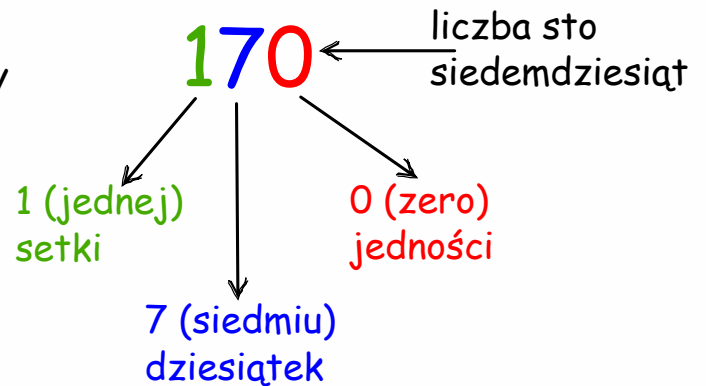 170
liczba sto
siedemdziesiąt
1 (jednej)
setki
0 (zero)
jedności
7 (siedmiu)
dziesiątek